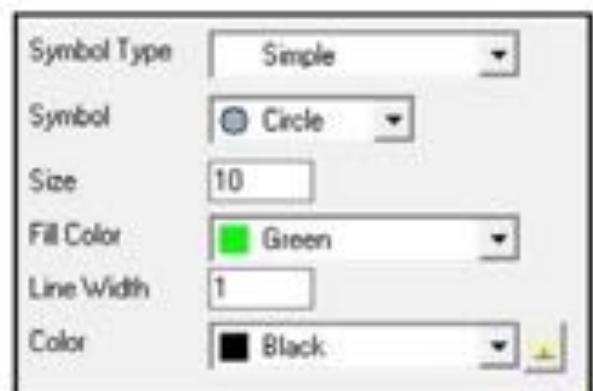 Symbol Type Simple
Symbol Circle
Size 10
Fill Color Green
Line Width 1
Color Black